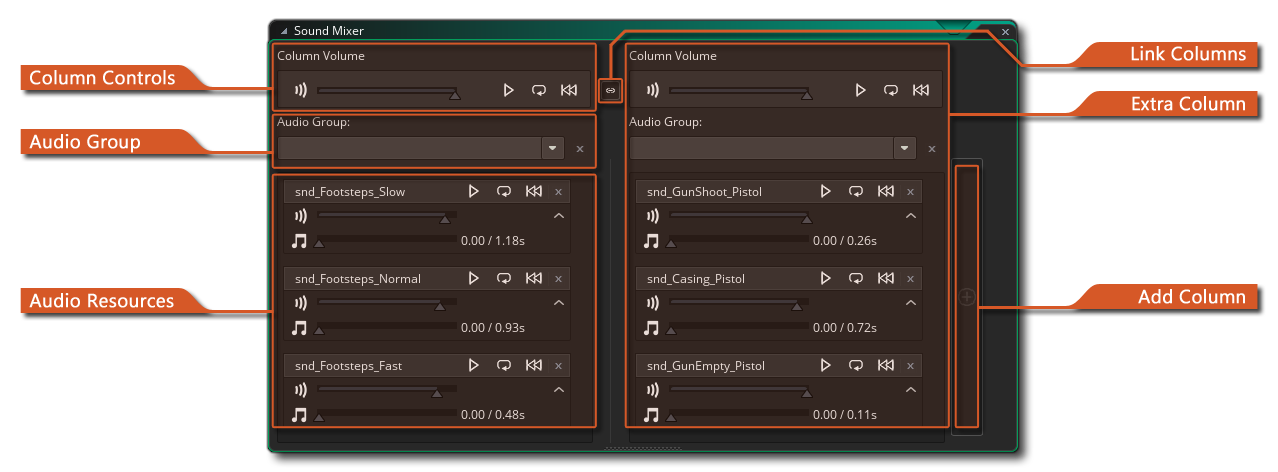 Sound Mixer
Column Controls
Audio Group
Audio Resources
Column Volume
Audio Group:
snd_Footsteps_Slow
0.00 / 1.18s
snd_Footsteps_Normal
0.00 / 0.93s
snd_Footsteps_Fast
0.00 / 0.48s
Column Volume
Audio Group:
snd_GunShoot_Pistol
0.00 / 0.26s
snd_Casing_Pistol
0.00 / 0.72s
snd_GunEmpty_Pistol
0.00 / 0.11s
Link Columns
Extra Column
Add Column